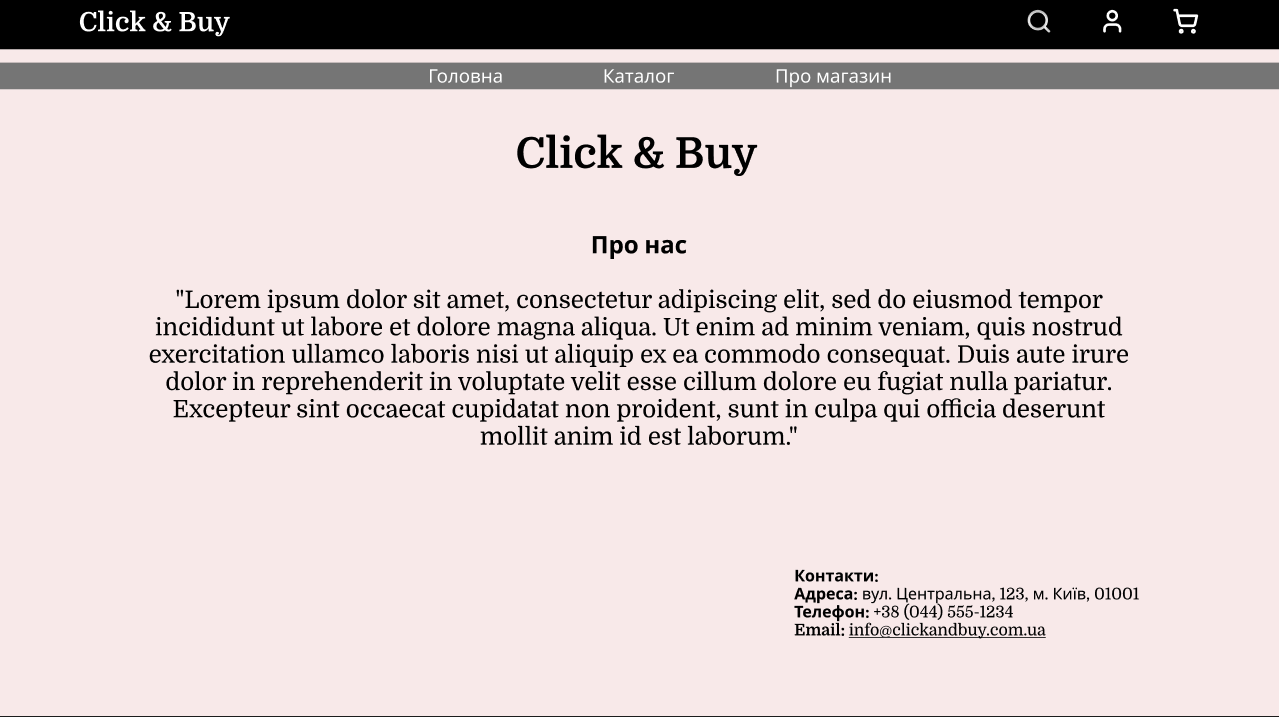 Click & Buy
Головна Каталог Про магазин
Click & Buy
Про нас
"Lorem ipsum dolor sit amet, consectetur adipiscing elit, sed do eiusmod tempor
incididunt ut labore et dolore magna aliqua. Ut enim ad minim veniam, quis nostrud
exercitation ullamco laboris nisi ut aliquip ex ea commodo consequat. Duis aute irure
dolor in reprehenderit in voluptate velit esse cillum dolore eu fugiat nulla pariatur.
Excepteur sint occaecat cupidatat non proident, sunt in culpa qui officia deserunt
mollit anim id est laborum."
Контакти:
Адреса: вул. Центральна, 123, м. Київ, 01001
Телефон: +38 (044) 555-1234
Email: info@clickandbuy.com.ua